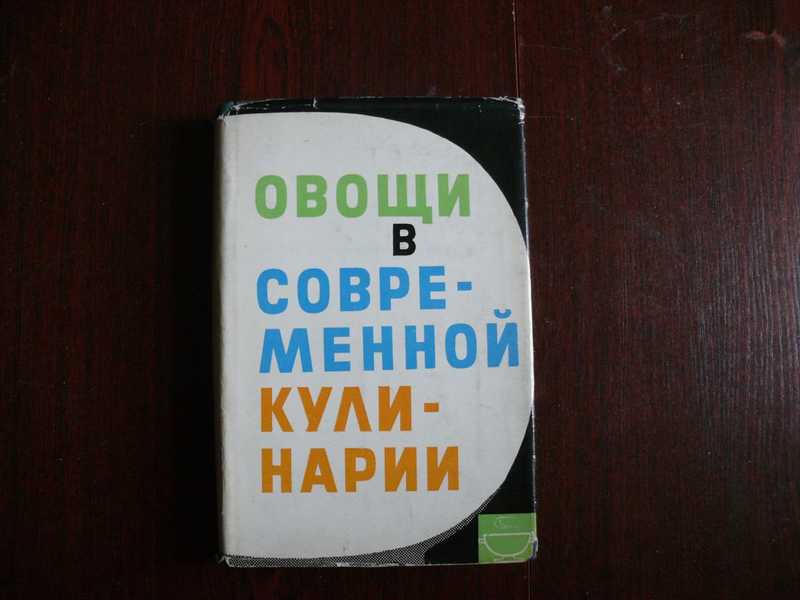 ОВОЩИ
В
СОВРЕ-
МЕННОЙ
КУЛИ-
НАРИИ